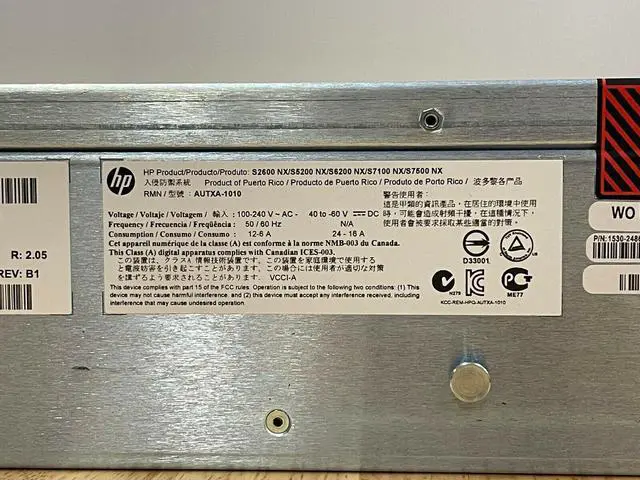 hp
HP Product/Producto/Produto: S2600 NX/S5200 NX/S6200 NX/S7100 NX/S7500 NX
入侵防禦系統 Product of Puerto Rico / Producto de Puerto Rico / Produto de Porto Rico / 波多黎各产品
RMN / 型號 : AUTXA-1010
警告使用者:
這是甲類的資訊產品,在居住的環境中使用
時,可能會造成射頻干擾,在這種情況下,
使用者會被要求採取某些適當的對策。
Voltage / Voltaje / Voltagem / 輸入 : 100-240 V ~ AC - 40 to -60 V DC
Frequency / Frecuencia / Freqüência : 50 / 60 Hz N/A
Consumption / Consumo / Consumo : 12-6 A 24 - 16 A
Cet appareil numérique de la classe (A) est conforme à la norme NMB-003 du Canada.
This Class (A) digital apparatus complies with Canadian ICES-003.
この装置は、クラスA 情報技術装置です。この装置を家庭環境で使用する
と電波妨害を引き起こすことがあります。この場合には使用者が適切な対策
を講ずるよう要求されることがあります。 VCCI-A
This device complies with part 15 of the FCC rules. Operation is subject to the following two conditions: (1) This
device may not cause harmful interference, and (2) this device must accept any interference received, including
interference that may cause undesired operation.
D33001
N279
ME77
KCC-REM-HPQ-AUTXA-1010
R: 2.05
REV: B1
WO
P/N:1530-248